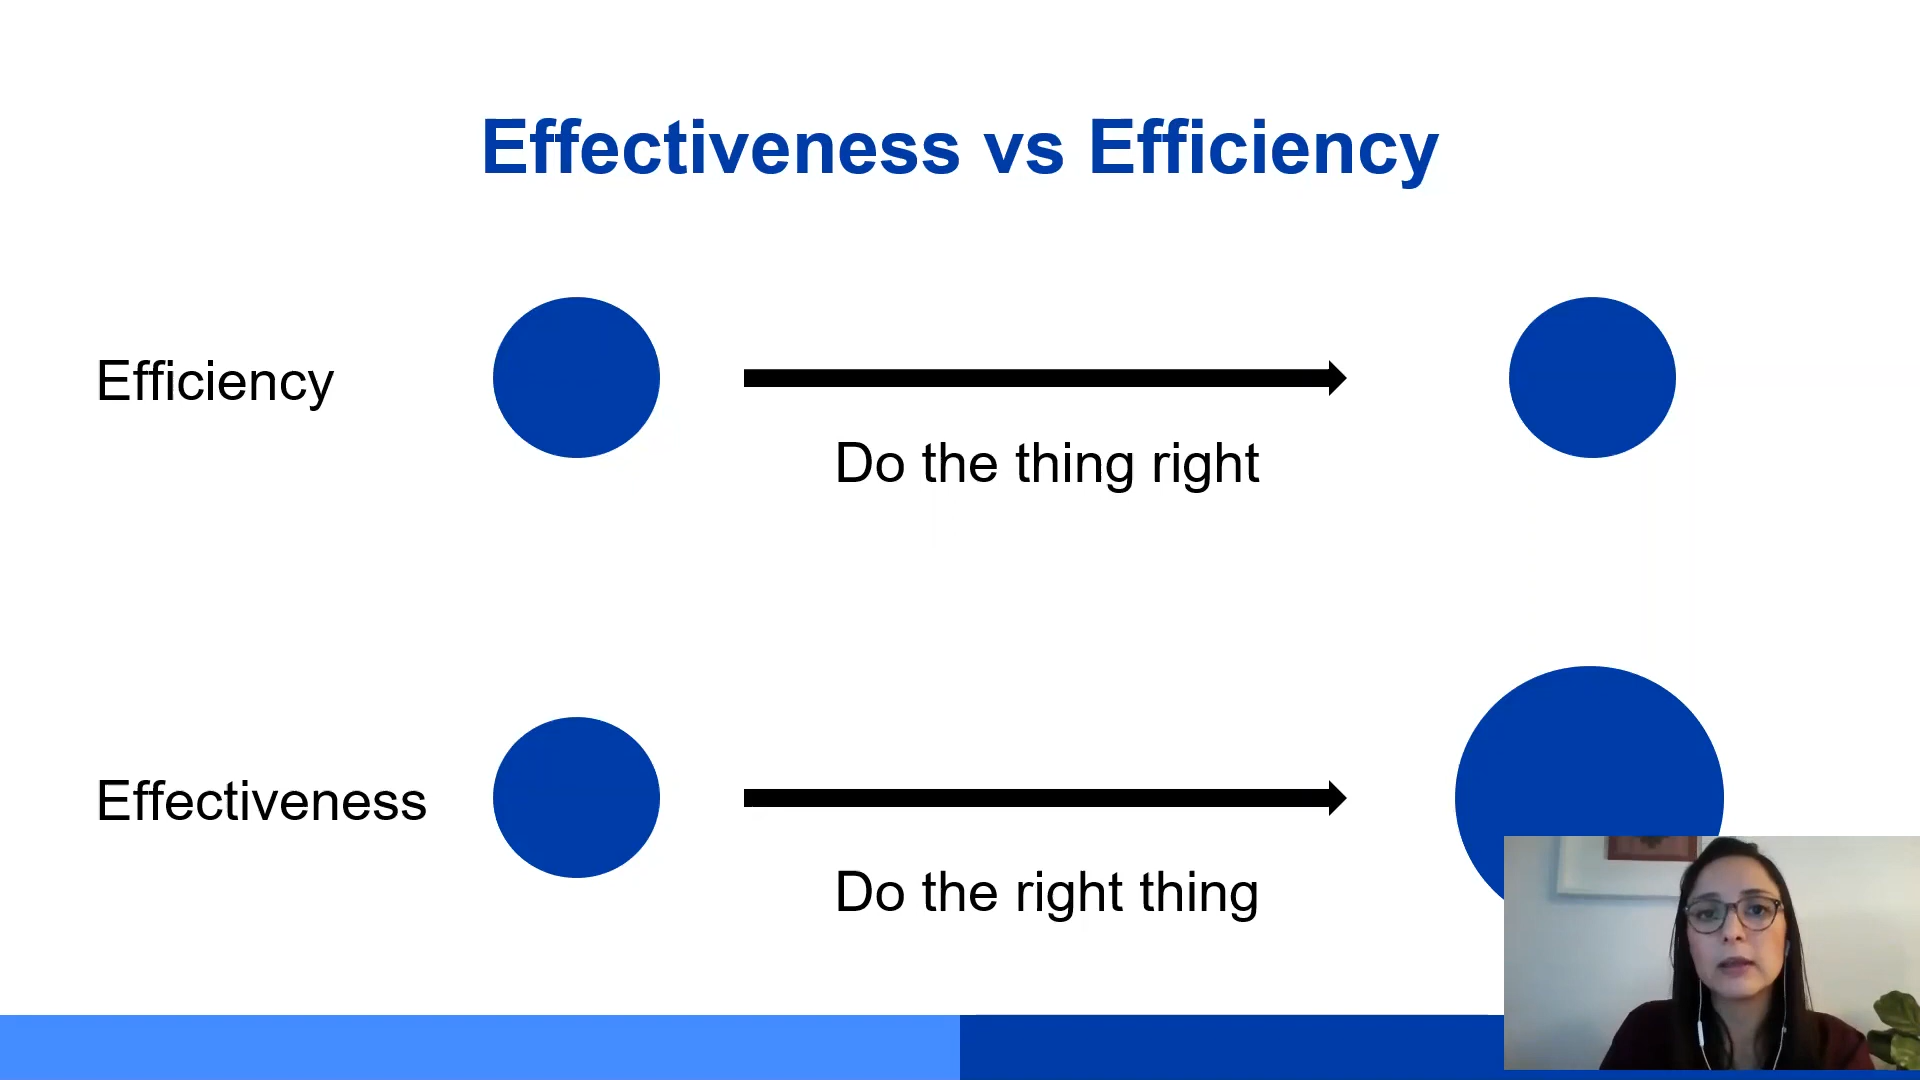 Effectiveness vs Efficiency
Efficiency
Do the thing right
Effectiveness
Do the right thing